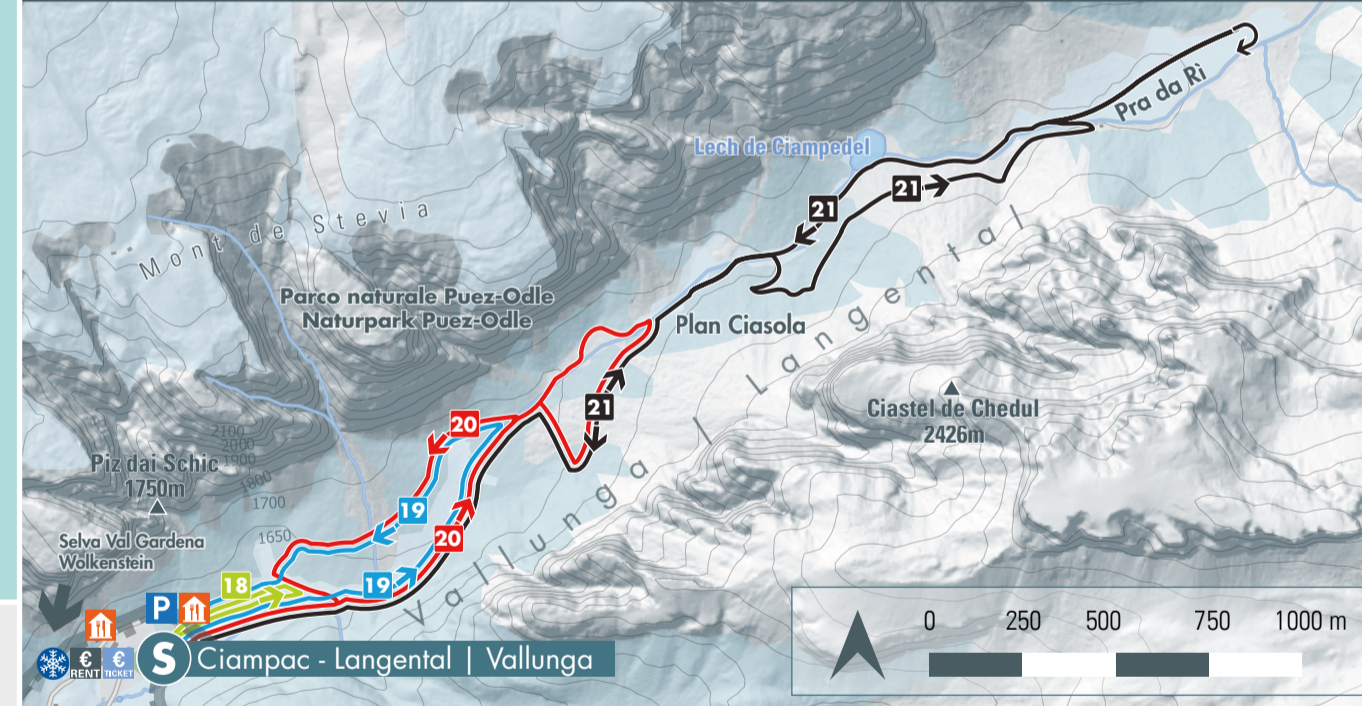 Pra da Rì
Lech de Ciampedel
21
21
Mont de Stevia
Parco naturale Puez-Odle
Naturpark Puez-Odle
Plan Ciasola
Vallunga | Langental
Ciastel de Chedul
2426m
21
20
2100
2000
1900
1800
1700
1650
Piz dai Schic
1750m
19
20
Selva Val Gardena
Wolkenstein
18
19
P
€
RENT
€
TICKET
S
Ciampac - Langental | Vallunga
0 250 500 750 1000 m